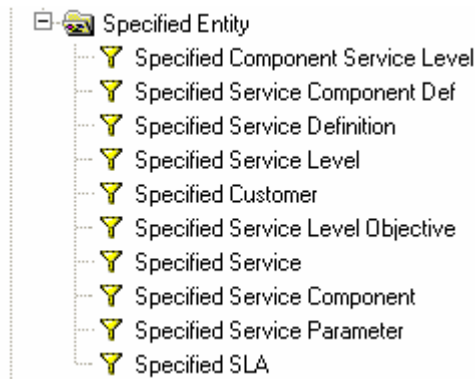 Specified Entity
Specified Component Service Level
Specified Service Component Def
Specified Service Definition
Specified Service Level
Specified Customer
Specified Service Level Objective
Specified Service
Specified Service Component
Specified Service Parameter
Specified SLA